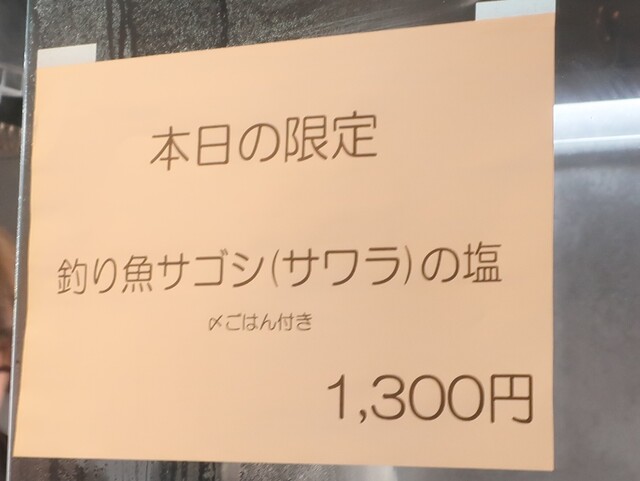 本日の限定
釣り魚サゴシ(サワラ)の塩
〆ごはん付き
1,300円